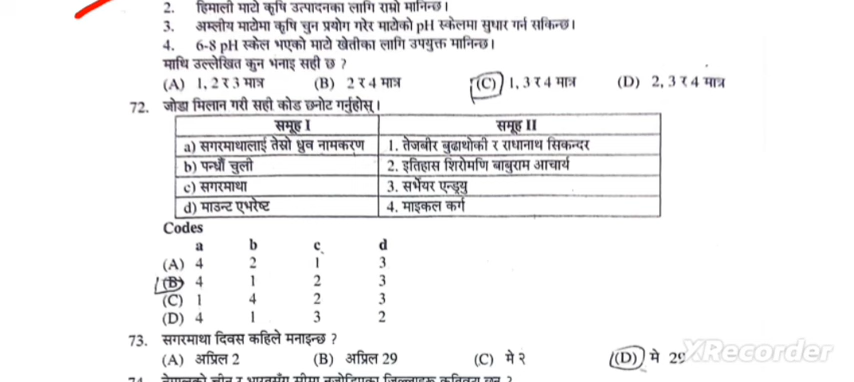 2. हिमाली माटो कृषि उत्पादनका लागि राम्रो मानिन्छ।
3. अम्लीय माटोमा कृषि चुन प्रयोग गरेर माटोको pH स्केलमा सुधार गर्न सकिन्छ।
4. 6-8 pH स्केल भएको माटो खेतीका लागि उपयुक्त मानिन्छ।
माथि उल्लेखित कुन भनाइ सही छ ?
(A) 1, 2 र 3 मात्र (B) 2 र 4 मात्र (C) 1, 3 र 4 मात्र (D) 2, 3 र 4 मात्र
72. जोडा मिलान गरी सही कोड छनोट गर्नुहोस्।
समूह I समूह II
a) सगरमाथालाई तेस्रो ध्रुव नामकरण 1. तेजबीर बुढाथोकी र राधानाथ सिकन्दर
b) पन्ध्रौं चुली 2. इतिहास शिरोमणि बाबुराम आचार्य
c) सगरमाथा 3. सर्भेयर एन्ड्र्यु
d) माउन्ट एभरेष्ट 4. माइकल कर्ग
Codes
a b c d
(A) 4 2 1 3
(B) 4 1 2 3
(C) 1 4 2 3
(D) 4 1 3 2
73. सगरमाथा दिवस कहिले मनाइन्छ ?
(A) अप्रिल 2 (B) अप्रिल 29 (C) मे २ (D) मे 29
XRecorder
74. नेपालको चीन र भारतसँग सीमा